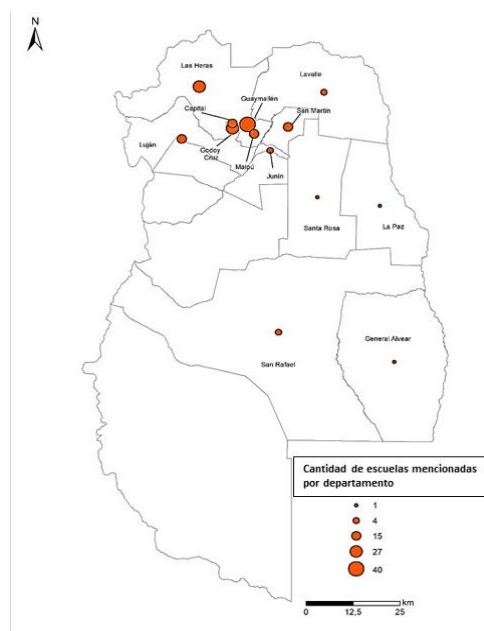 N
Las Heras
Lavalle
Guaymallén
Capital
San Martín
Luján
Godoy
Cruz
Maipú
Junín
Santa Rosa
La Paz
General Alvear
San Rafael
Cantidad de escuelas mencionadas
por departamento
1
4
15
27
40
km
0 12,5 25